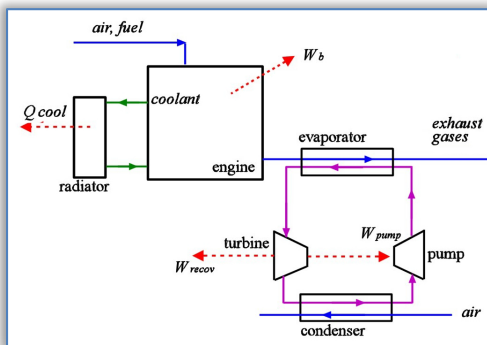 air, fuel
W b
coolant
Q cool
exhaust
gases
evaporator
engine
radiator
turbine
W pump
pump
W recov
air
condenser